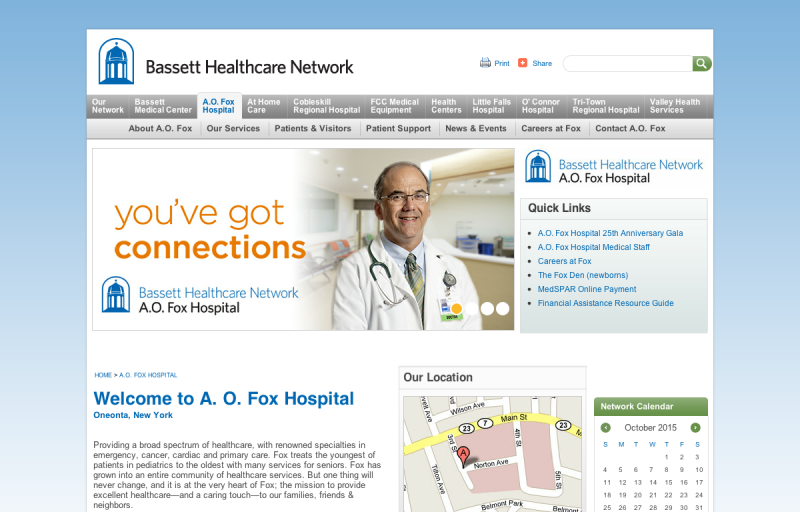 Bassett Healthcare Network
Print
Share
Our Network
Bassett Medical Center
A.O. Fox Hospital
At Home Care
Cobleskill Regional Hospital
FCC Medical Equipment
Health Centers
Little Falls Hospital
O' Connor Hospital
Tri-Town Regional Hospital
Valley Health Services
About A.O. Fox
Our Services
Patients & Visitors
Patient Support
News & Events
Careers at Fox
Contact A.O. Fox
you've got
connections
Bassett Healthcare Network
A.O. Fox Hospital
Bassett Healthcare Network
A.O. Fox Hospital
Quick Links
A.O. Fox Hospital 25th Anniversary Gala
A.O. Fox Hospital Medical Staff
Careers at Fox
The Fox Den (newborns)
MedSPAR Online Payment
Financial Assistance Resource Guide
HOME > A.O. FOX HOSPITAL
Welcome to A. O. Fox Hospital
Oneonta, New York
Providing a broad spectrum of healthcare, with renowned specialties in
emergency, cancer, cardiac and primary care. Fox treats the youngest of
patients in pediatrics to the oldest with many services for seniors. Fox has
grown into an entire community of healthcare services. But one thing will
never change, and it is at the very heart of Fox; the mission to provide
excellent healthcare—and a caring touch—to our families, friends &
neighbors.
Our Location
Wilson Ave
Main St
23
7
23
3rd St
4th St
A
Norton Ave
Tilton Ave
5th St
Belmont Park
Network Calendar
October 2015
S M T W T F S
1 2 3
4 5 6 7 8 9 10
11 12 13 14 15 16 17
18 19 20 21 22 23 24
25 26 27 28 29 30 31